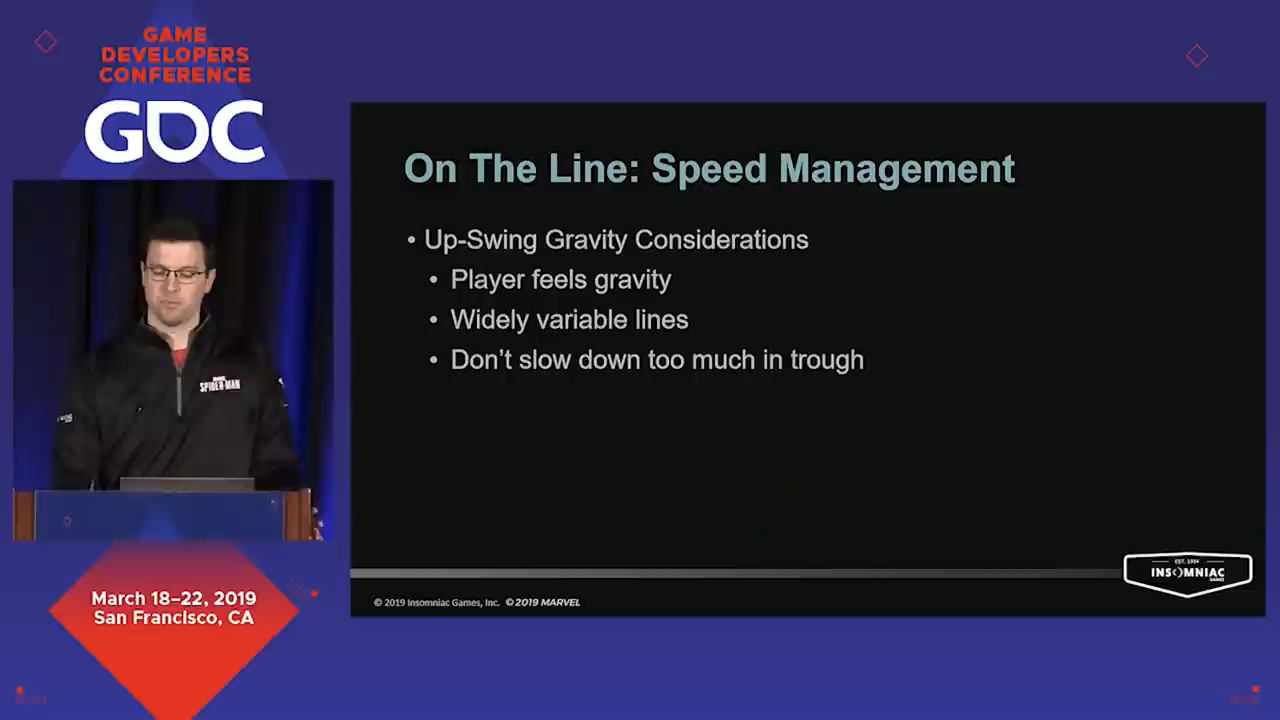 GAME
DEVELOPERS
CONFERENCE
GDC
SPIDER-MAN
March 18–22, 2019
San Francisco, CA
On The Line: Speed Management
• Up-Swing Gravity Considerations
• Player feels gravity
• Widely variable lines
• Don’t slow down too much in trough
EST. 1994
INSOMNIAC
GAMES
© 2019 Insomniac Games, Inc. © 2019 MARVEL